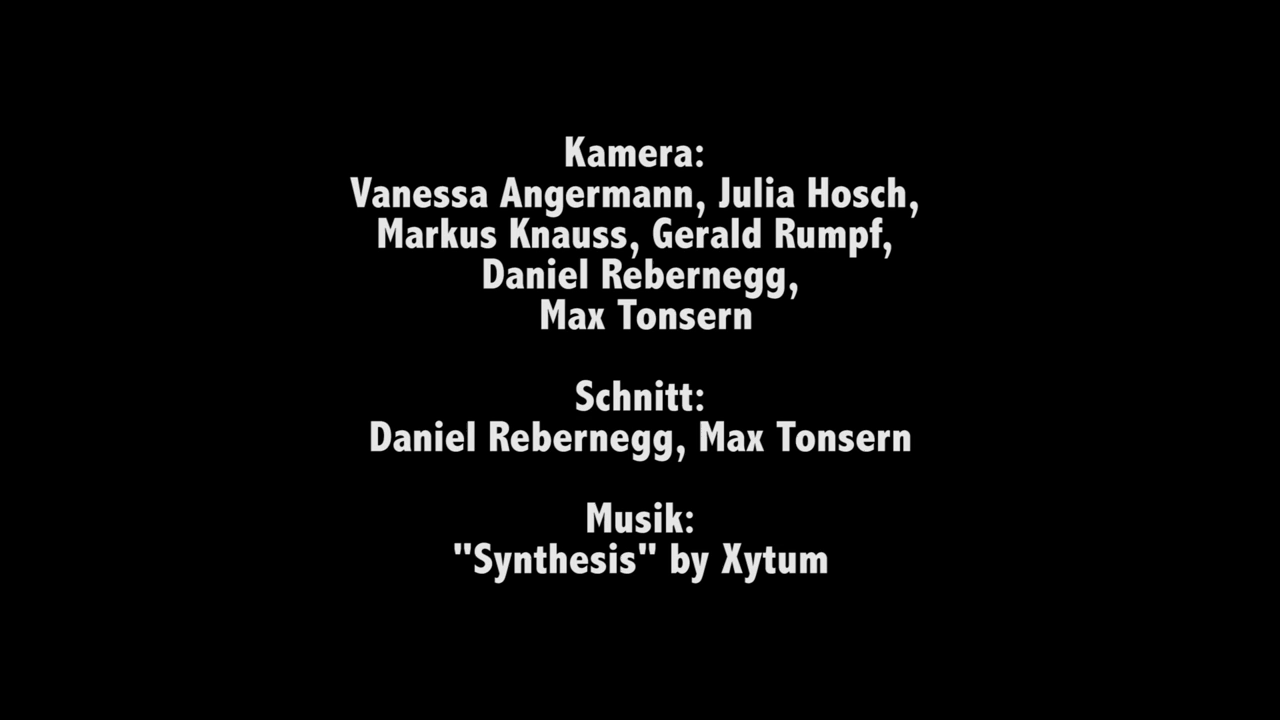 Kamera:
Vanessa Angermann, Julia Hosch,
Markus Knauss, Gerald Rumpf,
Daniel Rebernegg,
Max Tonsern
Schnitt:
Daniel Rebernegg, Max Tonsern
Musik:
"Synthesis" by Xytum